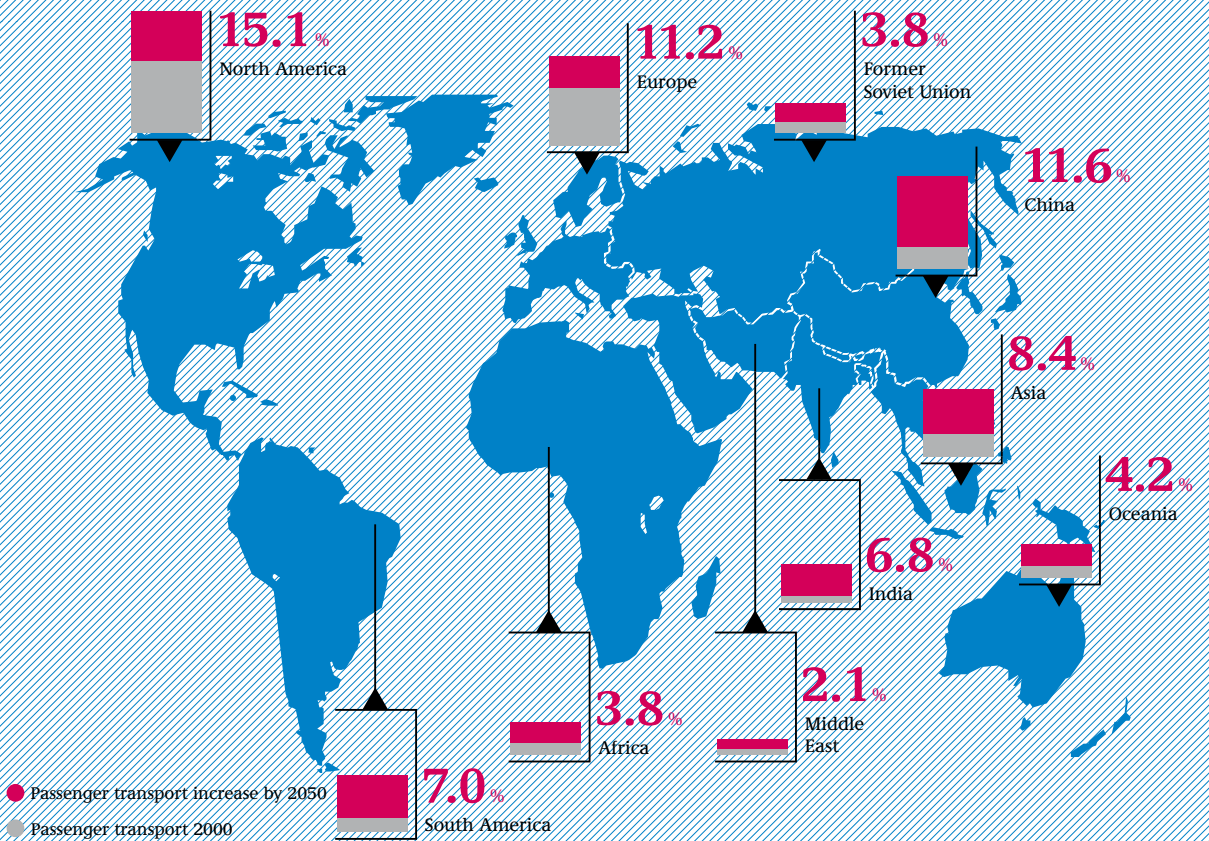 15.1 %
North America
11.2 %
Europe
3.8 %
Former
Soviet Union
11.6 %
China
8.4 %
Asia
4.2 %
Oceania
6.8 %
India
2.1 %
Middle
East
3.8 %
Africa
7.0 %
South America
Passenger transport increase by 2050
Passenger transport 2000